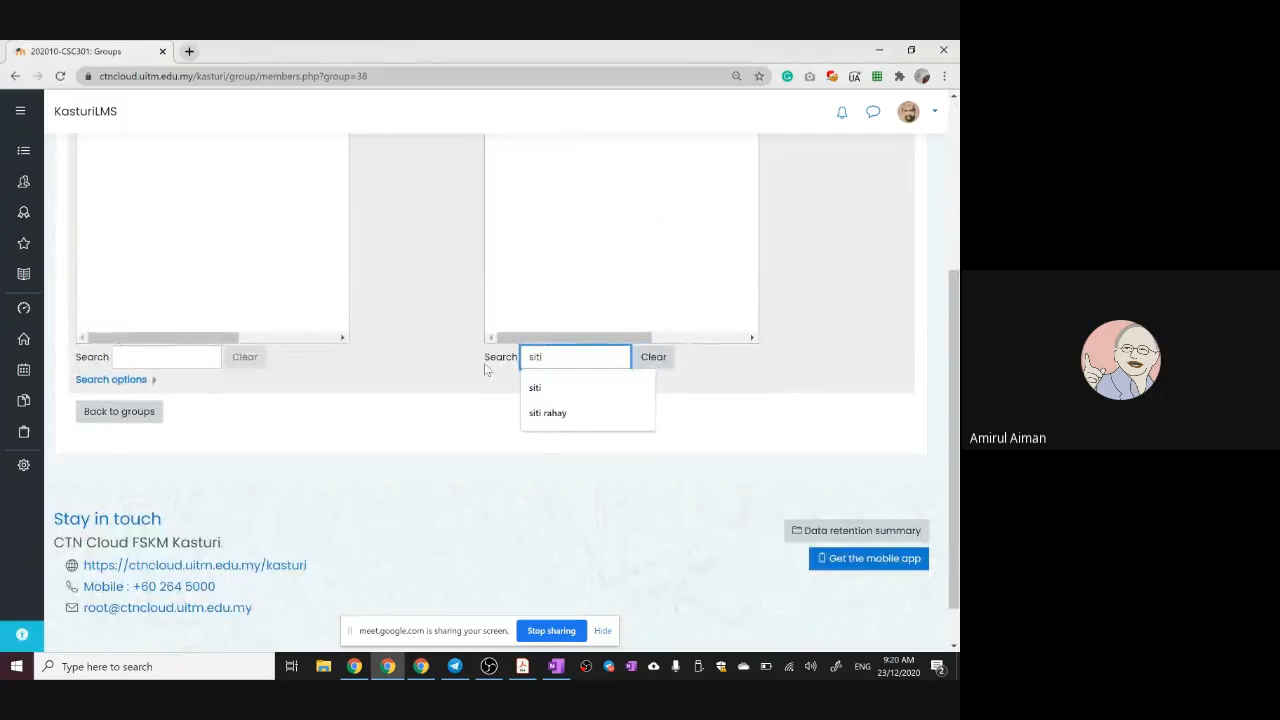 202010-CSC301: Groups
ctncloud.uitm.edu.my/kasturi/group/members.php?group=38
KasturiLMS
Search
Clear
Search siti
Clear
siti
siti rahay
Search options
Back to groups
Stay in touch
CTN Cloud FSKM Kasturi
https://ctncloud.uitm.edu.my/kasturi
Mobile : +60 264 5000
root@ctncloud.uitm.edu.my
Data retention summary
Get the mobile app
meet.google.com is sharing your screen.
Stop sharing
Hide
Type here to search
ENG
9:20 AM
23/12/2020
2
Amirul Aiman